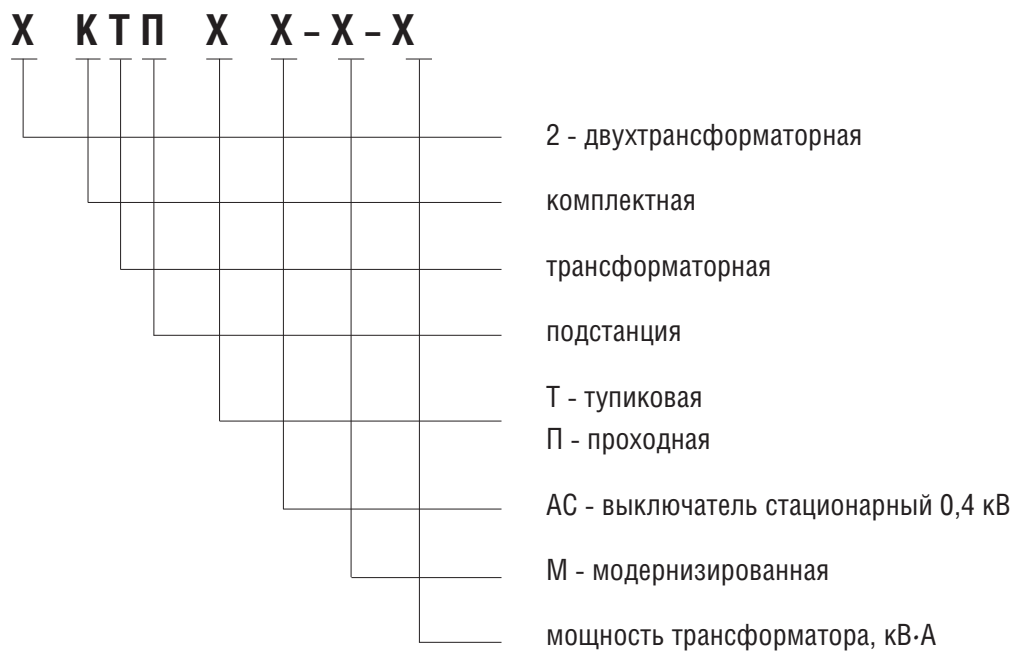 Х КТП Х Х – Х – Х
2 - двухтрансформаторная
комплектная
трансформаторная
подстанция
Т - тупиковая
П - проходная
АС - выключатель стационарный 0,4 кВ
М - модернизированная
мощность трансформатора, кВ·А